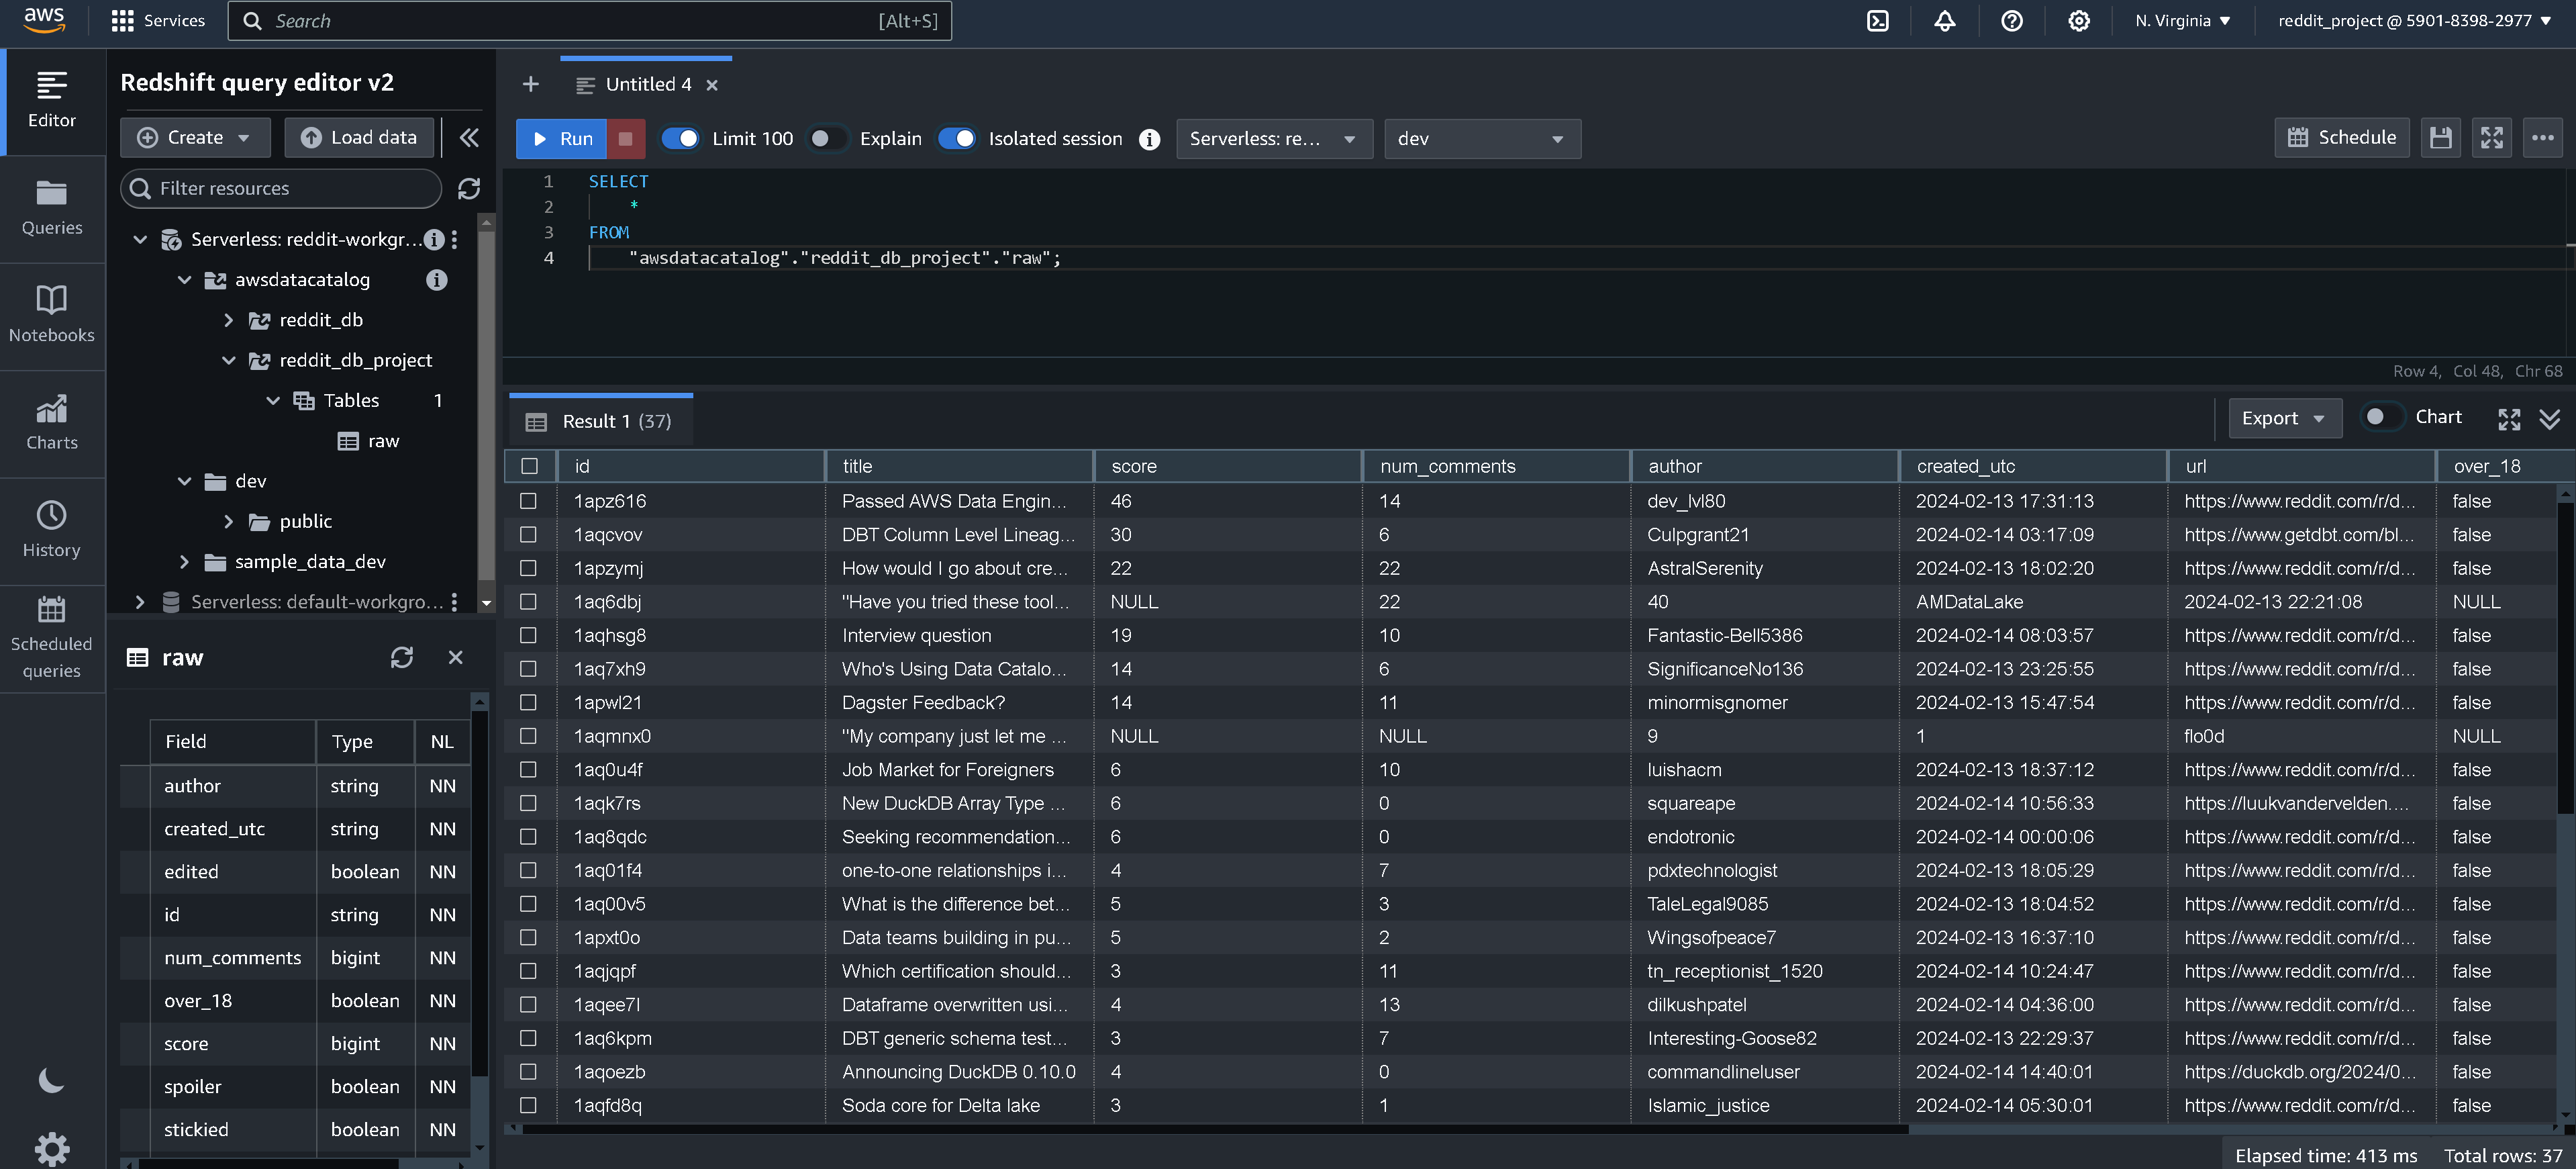 aws Services Search [Alt+S] N. Virginia reddit_project @ 5901-8398-2977
Editor
Queries
Notebooks
Charts
History
Scheduled queries
Redshift query editor v2
Create Load data
Filter resources
Serverless: reddit-workgr...
awsdatacatalog
reddit_db
reddit_db_project
Tables 1
raw
dev
public
sample_data_dev
Serverless: default-workgro...
raw
Field Type NL
author string NN
created_utc string NN
edited boolean NN
id string NN
num_comments bigint NN
over_18 boolean NN
score bigint NN
spoiler boolean NN
stickied boolean NN
Untitled 4
Run Limit 100 Explain Isolated session Serverless: re... dev Schedule
1 SELECT
2 *
3 FROM
4 "awsdatacatalog"."reddit_db_project"."raw";
Row 4, Col 48, Chr 68
Result 1 (37) Export Chart
id title score num_comments author created_utc url over_18
1apz616 Passed AWS Data Engin... 46 14 dev_lvl80 2024-02-13 17:31:13 https://www.reddit.com/r/d... false
1aqcvov DBT Column Level Lineag... 30 6 Culpgrant21 2024-02-14 03:17:09 https://www.getdbt.com/bl... false
1apzymj How would I go about cre... 22 22 AstralSerenity 2024-02-13 18:02:20 https://www.reddit.com/r/d... false
1aq6dbj "Have you tried these tool... NULL 22 40 AMDataLake 2024-02-13 22:21:08 NULL
1aqhsg8 Interview question 19 10 Fantastic-Bell5386 2024-02-14 08:03:57 https://www.reddit.com/r/d... false
1aq7xh9 Who's Using Data Catalo... 14 6 SignificanceNo136 2024-02-13 23:25:55 https://www.reddit.com/r/d... false
1apwl21 Dagster Feedback? 14 11 minormisgnomer 2024-02-13 15:47:54 https://www.reddit.com/r/d... false
1aqmnx0 "My company just let me ... NULL NULL 9 1 flo0d NULL
1aq0u4f Job Market for Foreigners 6 10 luishacm 2024-02-13 18:37:12 https://www.reddit.com/r/d... false
1aqk7rs New DuckDB Array Type ... 6 0 squareape 2024-02-14 10:56:33 https://luukvandervelden.... false
1aq8qdc Seeking recommendation... 6 0 endotronic 2024-02-14 00:00:06 https://www.reddit.com/r/d... false
1aq01f4 one-to-one relationships i... 4 7 pdxtechnologist 2024-02-13 18:05:29 https://www.reddit.com/r/d... false
1aq00v5 What is the difference bet... 5 3 TaleLegal9085 2024-02-13 18:04:52 https://www.reddit.com/r/d... false
1apxt0o Data teams building in pu... 5 2 Wingsofpeace7 2024-02-13 16:37:10 https://www.reddit.com/r/d... false
1aqjqpf Which certification should... 3 11 tn_receptionist_1520 2024-02-14 10:24:47 https://www.reddit.com/r/d... false
1aqee7l Dataframe overwritten usi... 4 13 dilkushpatel 2024-02-14 04:36:00 https://www.reddit.com/r/d... false
1aq6kpm DBT generic schema test... 3 7 Interesting-Goose82 2024-02-13 22:29:37 https://www.reddit.com/r/d... false
1aqoezb Announcing DuckDB 0.10.0 4 0 commandlineluser 2024-02-14 14:40:01 https://duckdb.org/2024/0... false
1aqfd8q Soda core for Delta lake 3 1 Islamic_justice 2024-02-14 05:30:01 https://www.reddit.com/r/d... false
Elapsed time: 413 ms Total rows: 37